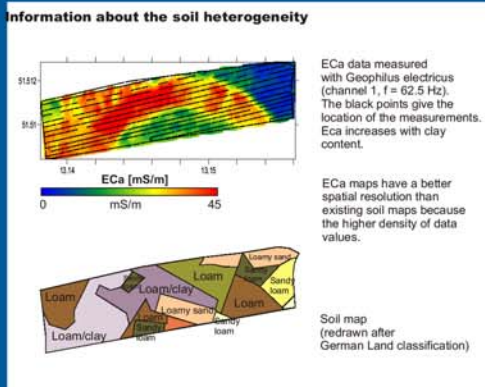 Information about the soil heterogeneity
ECa data measured
with Geophilus electricus
(channel 1, f = 62.5 Hz).
The black points give the
location of the measurements.
Eca increases with clay
content.
51.512
51.51
13.14
13.15
ECa [mS/m]
0
mS/m
45
ECa maps have a better
spatial resolution than
existing soil maps because
the higher density of data
values.
Loamy sand
Loam
Loam
Sandy
loam
Loam/clay
Loam
Loamy sand
Loam
Sandy
loam
Sandy
loam
Loam/clay
Soil map
(redrawn after
German Land classification)